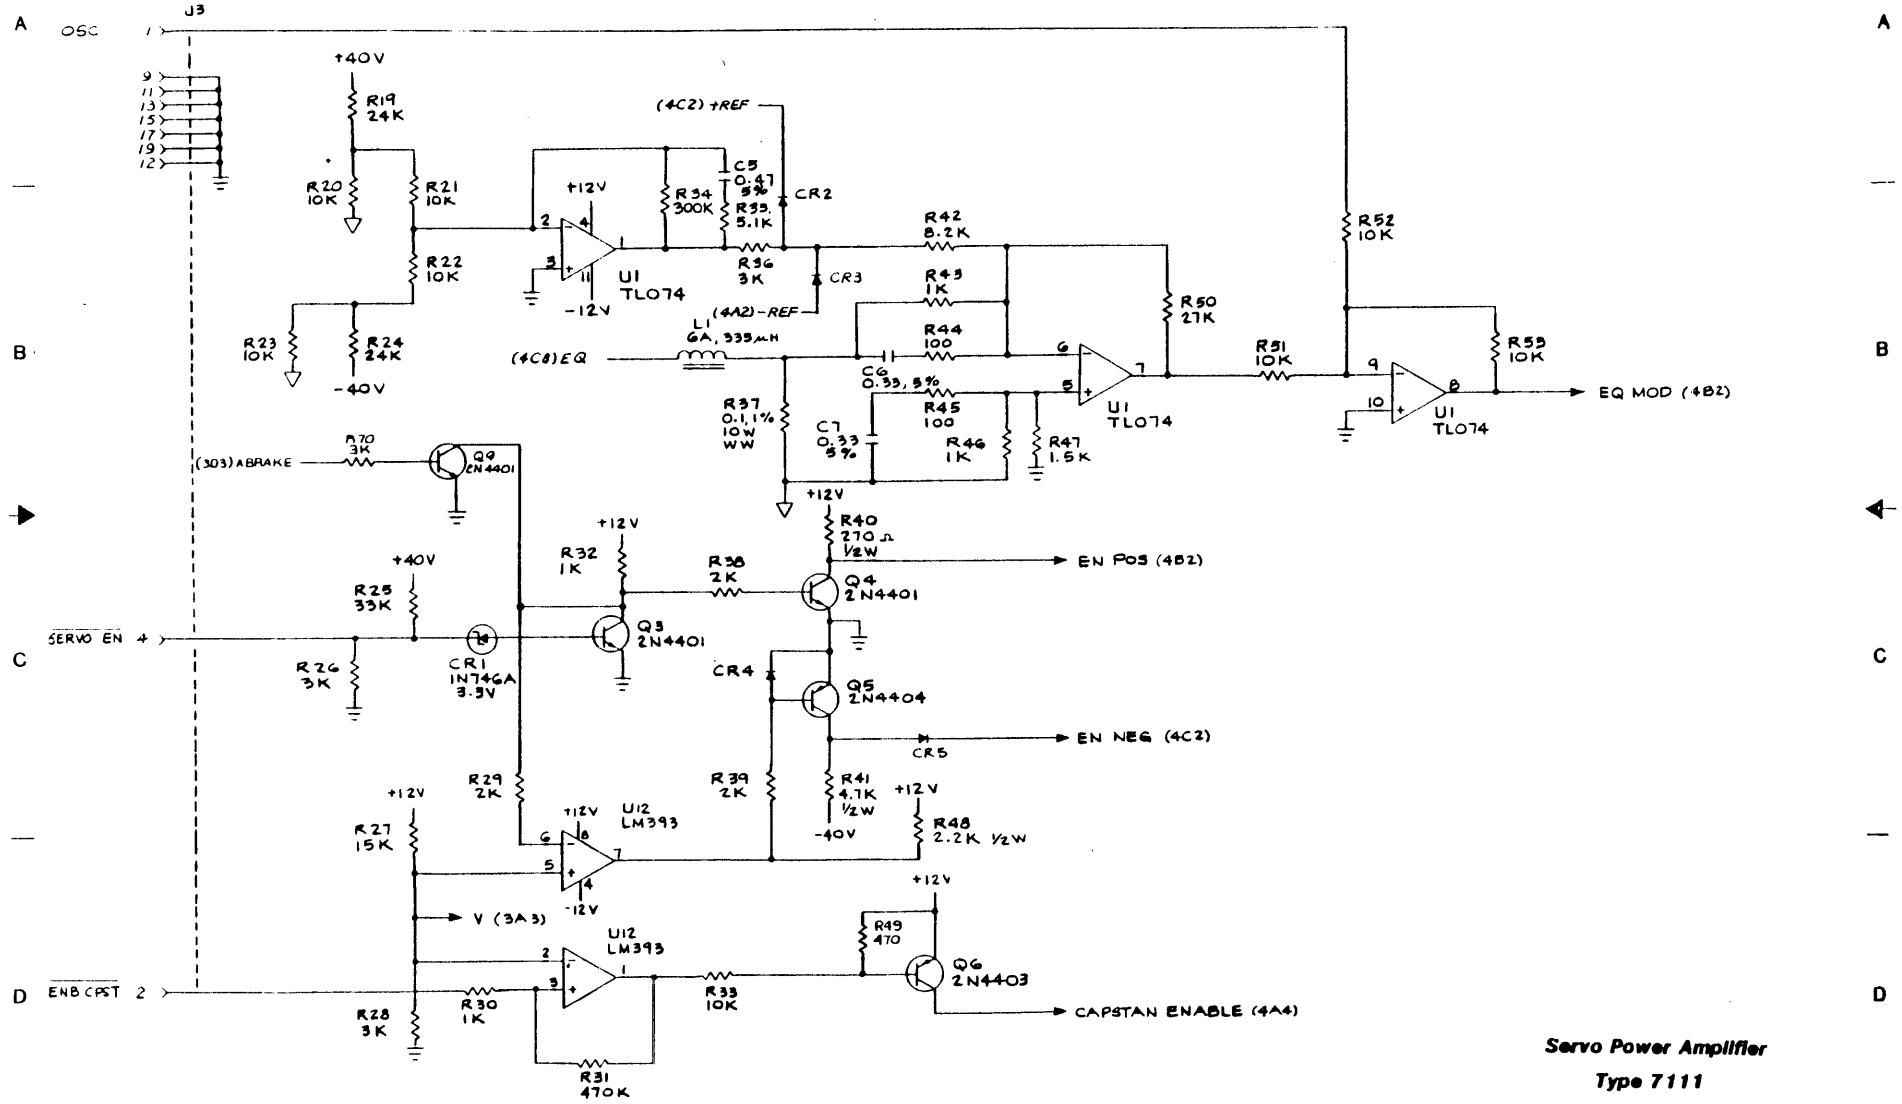 J3
A
OSC 1
A
+40V
9
11
13
15
17
19
12
R19
24K
(4C2) +REF
R20
10K
R21
10K
+12V
4
R34
300K
C5
0.47
5%
R35
5.1K
CR2
R42
8.2K
R52
10K
2
-
3
+
1
11
U1
TL074
-12V
R36
3K
CR3
R22
10K
R43
1K
R50
27K
(4A2)-REF
R23
10K
R24
24K
-40V
B
L1
6A, 335µH
(4C8) EQ
R44
100
C6
0.33, 5%
6
-
5
+
7
U1
TL074
R51
10K
R53
10K
9
-
10
+
8
U1
TL074
EQ MOD (4B2)
B
R37
0.1, 1%
10W
WW
C7
0.33
5%
R45
100
R46
1K
R47
1.5K
(3D3) ABRAKE
R70
3K
Q9
2N4401
+12V
R40
270 Ω
1/2W
EN POS (4B2)
+12V
R32
1K
R38
2K
Q4
2N4401
+40V
R25
33K
SERVO EN 4
Q3
2N4401
C
R26
3K
CR1
1N746A
3.3V
CR4
Q5
2N4404
C
CR5
EN NEG (4C2)
R29
2K
R39
2K
R41
4.7K
1/2W
-40V
+12V
R48
2.2K 1/2W
+12V
R27
15K
+12V
8
U12
LM393
6
-
5
+
7
4
-12V
V (3A3)
+12V
R49
470
U12
LM393
2
-
3
+
1
Q6
2N4403
D
ENB CPST 2
R30
1K
R33
10K
D
R28
3K
CAPSTAN ENABLE (4A4)
R31
470K
Servo Power Amplifier
Type 7111